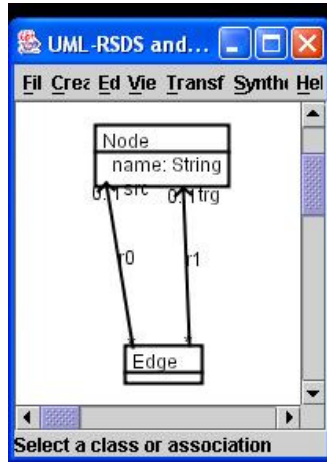 UML-RSDS and...
Fil Crea Ed Vie Transf Synthe Hel
Node
name: String
0..1 src 0..1 trg
r0 r1
* *
Edge
Select a class or association